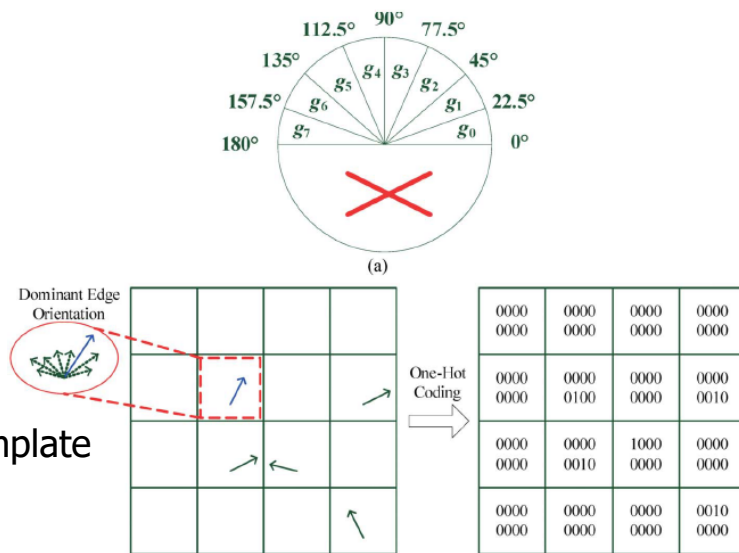 90°
112.5° 77.5°
135° 45°
157.5° 22.5°
180° 0°
g7 g6 g5 g4 g3 g2 g1 g0
(a)
Dominant Edge
Orientation
One-Hot
Coding
0000 0000 0000 0000
0000 0000 0000 0000
0000 0000 0000 0000
0000 0100 0000 0010
0000 0000 1000 0000
0000 0010 0000 0000
0000 0000 0000 0010
0000 0000 0000 0000